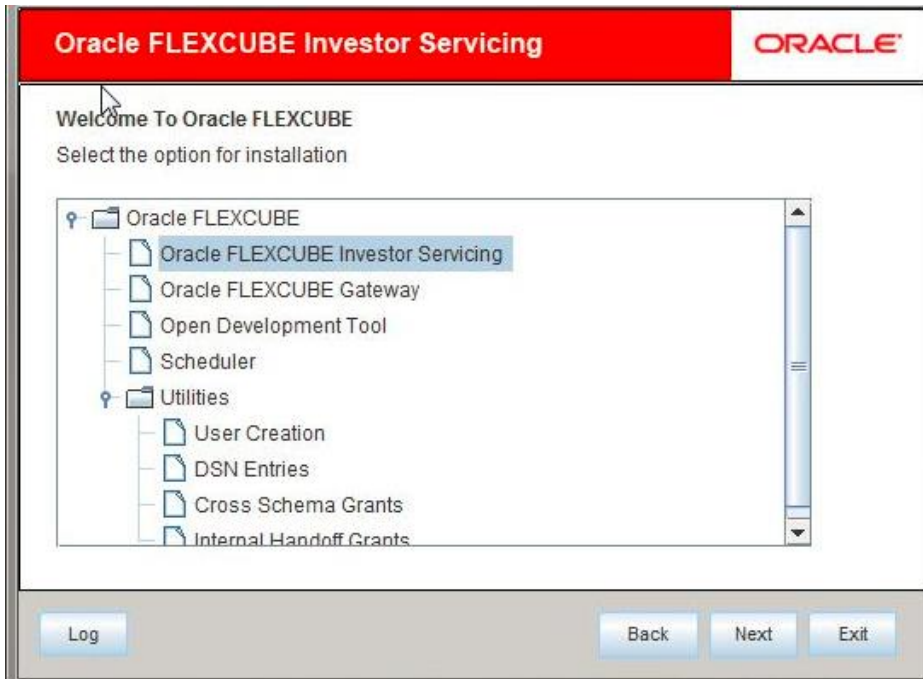 Oracle FLEXCUBE Investor Servicing
ORACLE
Welcome To Oracle FLEXCUBE
Select the option for installation
Oracle FLEXCUBE
Oracle FLEXCUBE Investor Servicing
Oracle FLEXCUBE Gateway
Open Development Tool
Scheduler
Utilities
User Creation
DSN Entries
Cross Schema Grants
Internal Handoff Grants
Log
Back
Next
Exit